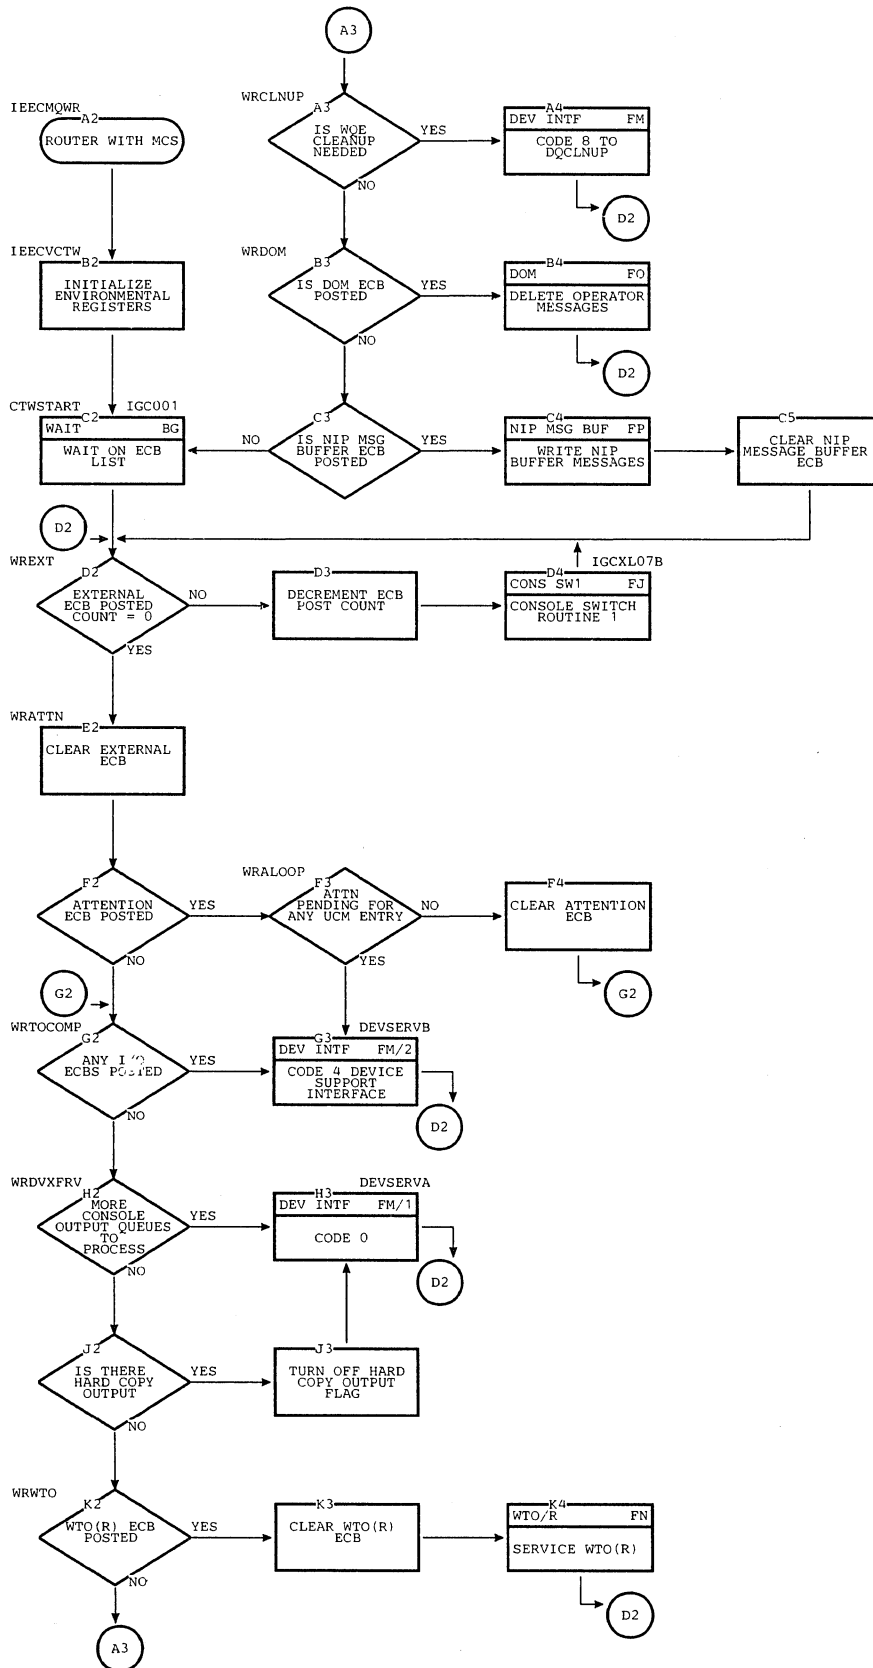 A3
IEECMQWR
A2
ROUTER WITH MCS
WRCLNUP
A3
IS WQE
CLEANUP
NEEDED
YES
NO
A4
DEV INTF FM
CODE 8 TO
DQCLNUP
D2
IEECVCTW
B2
INITIALIZE
ENVIRONMENTAL
REGISTERS
WRDOM
B3
IS DOM ECB
POSTED
YES
NO
B4
DOM FO
DELETE OPERATOR
MESSAGES
D2
CTWSTART IGC001
C2
WAIT BG
WAIT ON ECB
LIST
NO
C3
IS NIP MSG
BUFFER ECB
POSTED
YES
C4
NIP MSG BUF FP
WRITE NIP
BUFFER MESSAGES
C5
CLEAR NIP
MESSAGE BUFFER
ECB
D2
WREXT
D2
EXTERNAL
ECB POSTED
COUNT = 0
NO
YES
D3
DECREMENT ECB
POST COUNT
IGCXL07B
D4
CONS SW1 FJ
CONSOLE SWITCH
ROUTINE 1
WRATTN
E2
CLEAR EXTERNAL
ECB
F2
ATTENTION
ECB POSTED
YES
NO
WRALOOP
F3
ATTN
PENDING FOR
ANY UCM ENTRY
NO
YES
F4
CLEAR ATTENTION
ECB
G2
G2
WRTOCOMP
G2
ANY I/O
ECBS POSTED
YES
NO
DEVSERVB
G3
DEV INTF FM/2
CODE 4 DEVICE
SUPPORT
INTERFACE
D2
WRDVXFRV
H2
MORE
CONSOLE
OUTPUT QUEUES
TO
PROCESS
YES
NO
DEVSERVA
H3
DEV INTF FM/1
CODE 0
D2
J2
IS THERE
HARD COPY
OUTPUT
YES
NO
J3
TURN OFF HARD
COPY OUTPUT
FLAG
WRWTO
K2
WTO(R) ECB
POSTED
YES
NO
K3
CLEAR WTO(R)
ECB
K4
WTO/R FN
SERVICE WTO(R)
D2
A3